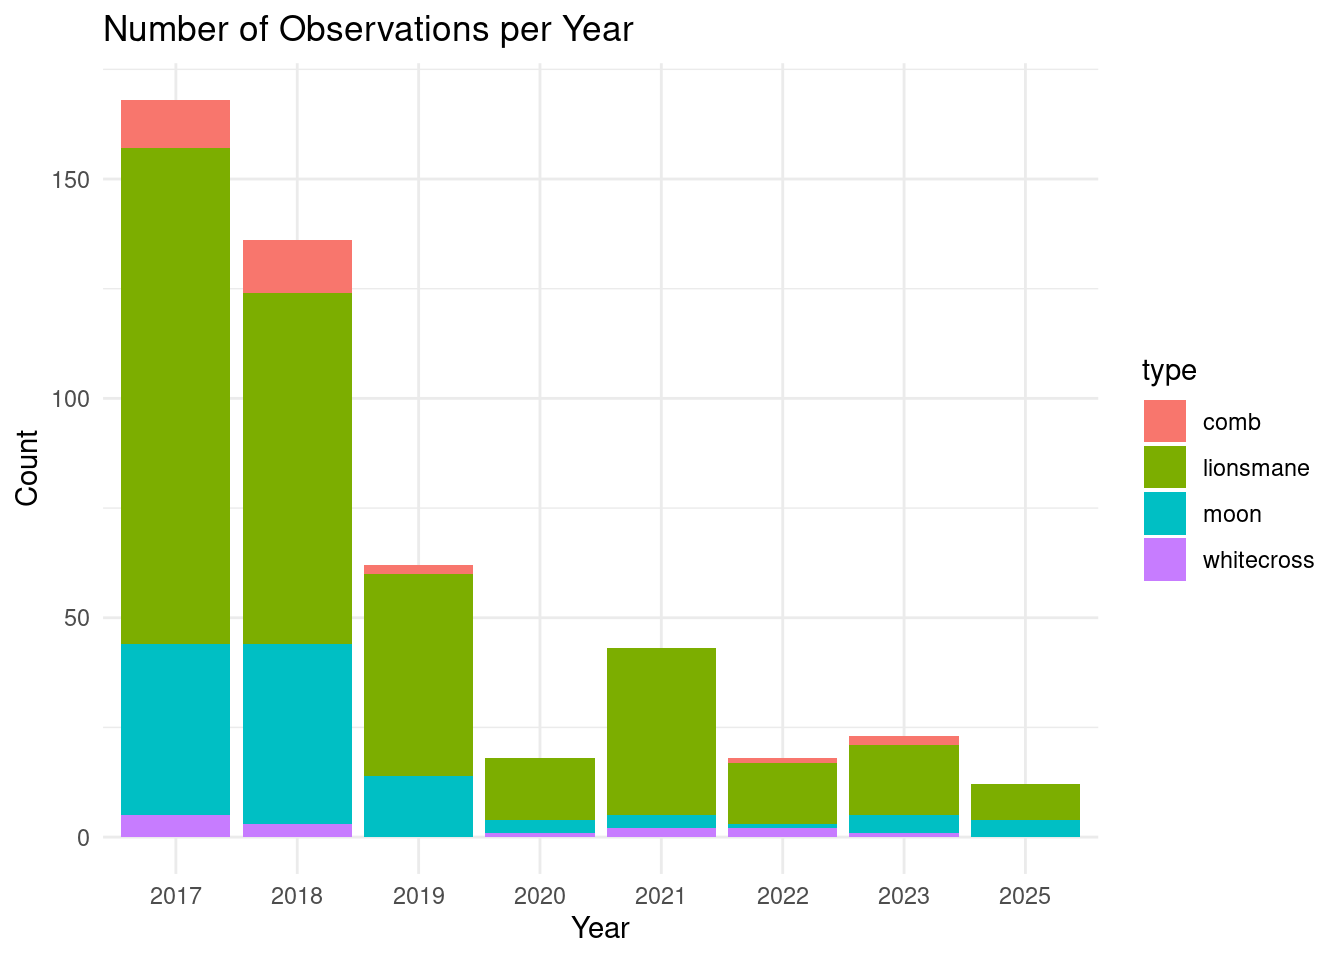 Number of Observations per Year
Count
150
100
50
0
2017 2018 2019 2020 2021 2022 2023 2025
Year
type
comb
lionsmane
moon
whitecross